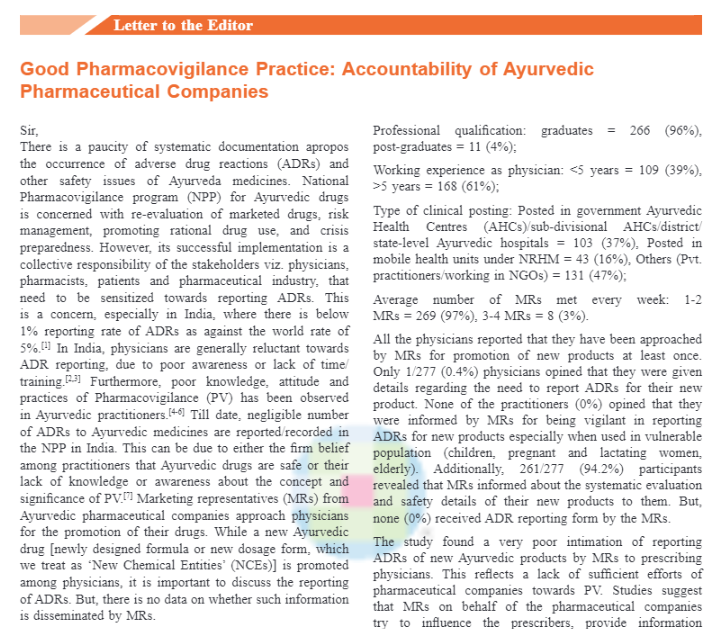 Letter to the Editor
Good Pharmacovigilance Practice: Accountability of Ayurvedic
Pharmaceutical Companies
Sir,
There is a paucity of systematic documentation apropos
the occurrence of adverse drug reactions (ADRs) and
other safety issues of Ayurveda medicines. National
Pharmacovigilance program (NPP) for Ayurvedic drugs
is concerned with re-evaluation of marketed drugs, risk
management, promoting rational drug use, and crisis
preparedness. However, its successful implementation is a
collective responsibility of the stakeholders viz. physicians,
pharmacists, patients and pharmaceutical industry, that
need to be sensitized towards reporting ADRs. This
is a concern, especially in India, where there is below
1% reporting rate of ADRs as against the world rate of
5%.[1] In India, physicians are generally reluctant towards
ADR reporting, due to poor awareness or lack of time/
training.[2,3] Furthermore, poor knowledge, attitude and
practices of Pharmacovigilance (PV) has been observed
in Ayurvedic practitioners.[4-6] Till date, negligible number
of ADRs to Ayurvedic medicines are reported/recorded in
the NPP in India. This can be due to either the firm belief
among practitioners that Ayurvedic drugs are safe or their
lack of knowledge or awareness about the concept and
significance of PV.[7] Marketing representatives (MRs) from
Ayurvedic pharmaceutical companies approach physicians
for the promotion of their drugs. While a new Ayurvedic
drug [newly designed formula or new dosage form, which
we treat as ‘New Chemical Entities’ (NCEs)] is promoted
among physicians, it is important to discuss the reporting
of ADRs. But, there is no data on whether such information
is disseminated by MRs.
Professional qualification: graduates = 266 (96%),
post-graduates = 11 (4%);
Working experience as physician: <5 years = 109 (39%),
>5 years = 168 (61%);
Type of clinical posting: Posted in government Ayurvedic
Health Centres (AHCs)/sub-divisional AHCs/district/
state-level Ayurvedic hospitals = 103 (37%), Posted in
mobile health units under NRHM = 43 (16%), Others (Pvt.
practitioners/working in NGOs) = 131 (47%);
Average number of MRs met every week: 1-2
MRs = 269 (97%), 3-4 MRs = 8 (3%).
All the physicians reported that they have been approached
by MRs for promotion of new products at least once.
Only 1/277 (0.4%) physicians opined that they were given
details regarding the need to report ADRs for their new
product. None of the practitioners (0%) opined that they
were informed by MRs for being vigilant in reporting
ADRs for new products especially when used in vulnerable
population (children, pregnant and lactating women,
elderly). Additionally, 261/277 (94.2%) participants
revealed that MRs informed about the systematic evaluation
and safety details of their new products to them. But,
none (0%) received ADR reporting form by the MRs.
The study found a very poor intimation of reporting
ADRs of new Ayurvedic products by MRs to prescribing
physicians. This reflects a lack of sufficient efforts of
pharmaceutical companies towards PV. Studies suggest
that MRs on behalf of the pharmaceutical companies
try to influence the prescribers, provide information